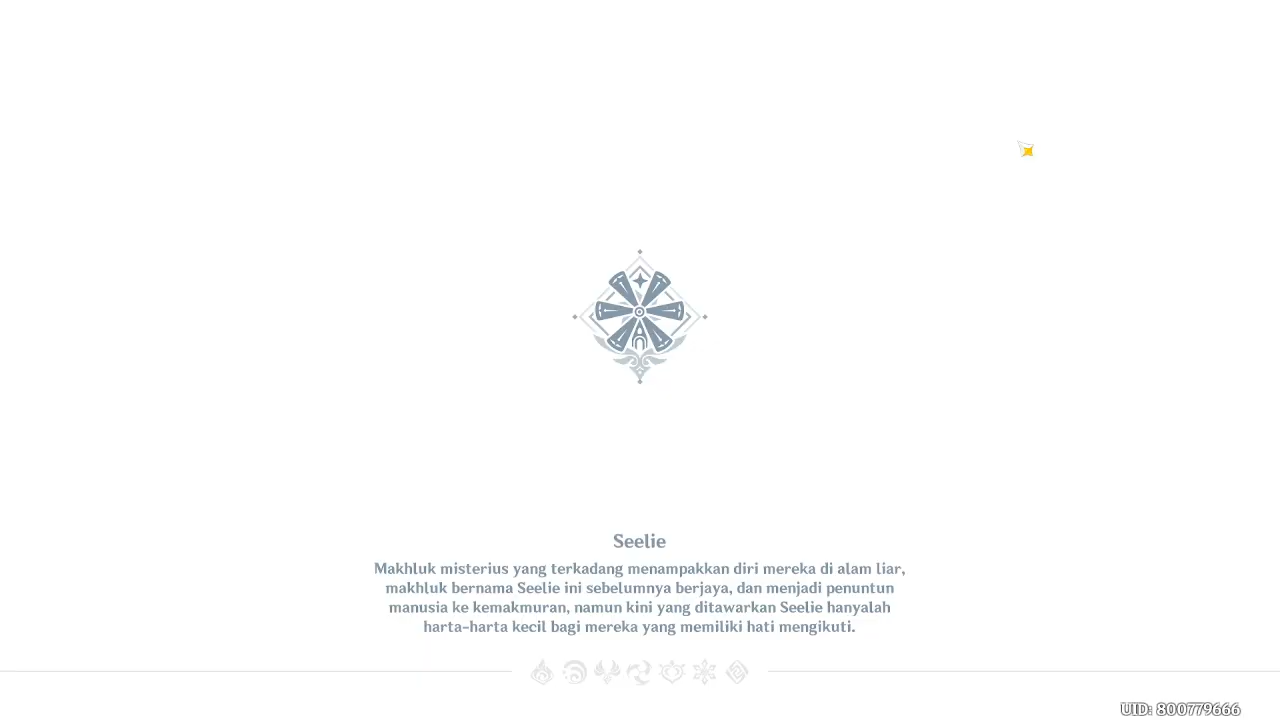 Seelie
Makhluk misterius yang terkadang menampakkan diri mereka di alam liar,
makhluk bernama Seelie ini sebelumnya berjaya, dan menjadi penuntun
manusia ke kemakmuran, namun kini yang ditawarkan Seelie hanyalah
harta-harta kecil bagi mereka yang memiliki hati mengikuti.
UID: 800779666